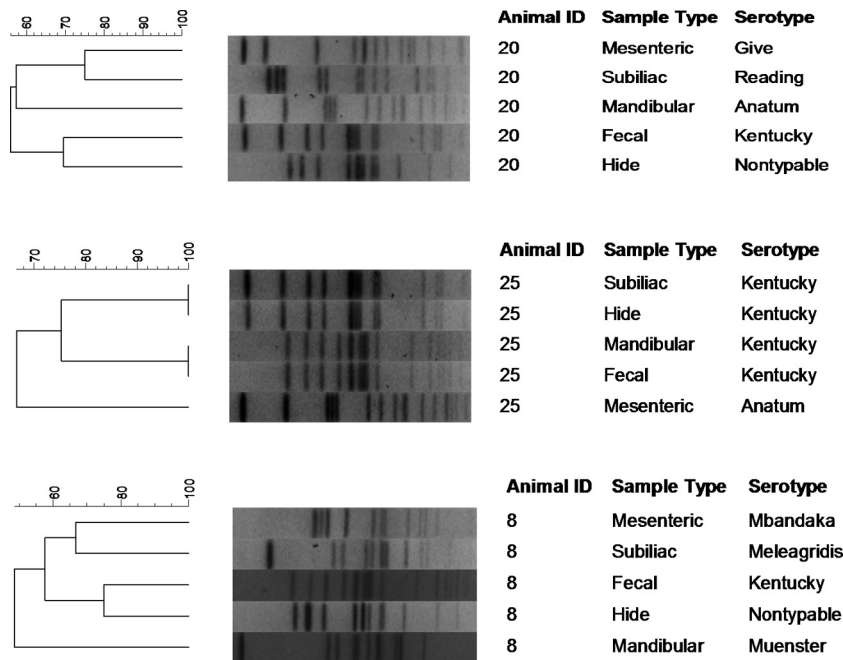 60 70 80 90 100
Animal ID Sample Type Serotype
20 Mesenteric Give
20 Subiliac Reading
20 Mandibular Anatum
20 Fecal Kentucky
20 Hide Nontypable
70 80 90 100
Animal ID Sample Type Serotype
25 Subiliac Kentucky
25 Hide Kentucky
25 Mandibular Kentucky
25 Fecal Kentucky
25 Mesenteric Anatum
60 80 100
Animal ID Sample Type Serotype
8 Mesenteric Mbandaka
8 Subiliac Meleagridis
8 Fecal Kentucky
8 Hide Nontypable
8 Mandibular Muenster